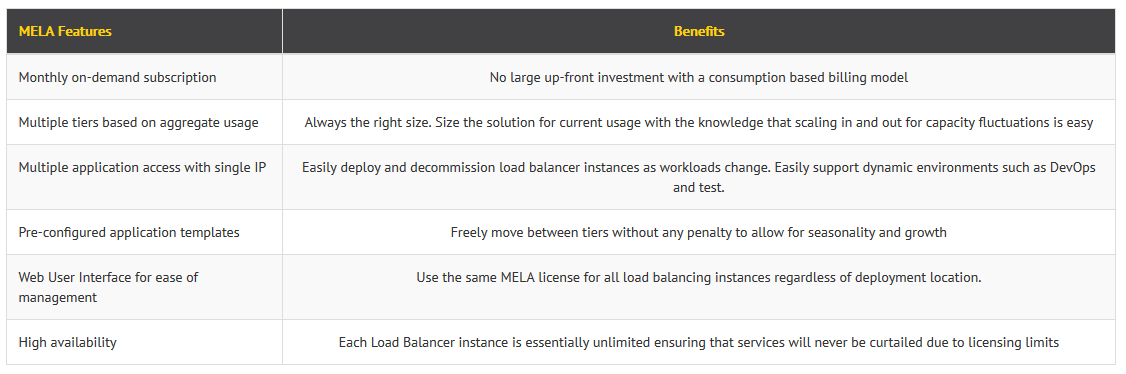 MELA Features
Benefits
Monthly on-demand subscription
No large up-front investment with a consumption based billing model
Multiple tiers based on aggregate usage
Always the right size. Size the solution for current usage with the knowledge that scaling in and out for capacity fluctuations is easy
Multiple application access with single IP
Easily deploy and decommission load balancer instances as workloads change. Easily support dynamic environments such as DevOps
and test.
Pre-configured application templates
Freely move between tiers without any penalty to allow for seasonality and growth
Web User Interface for ease of
management
Use the same MELA license for all load balancing instances regardless of deployment location.
High availability
Each Load Balancer instance is essentially unlimited ensuring that services will never be curtailed due to licensing limits